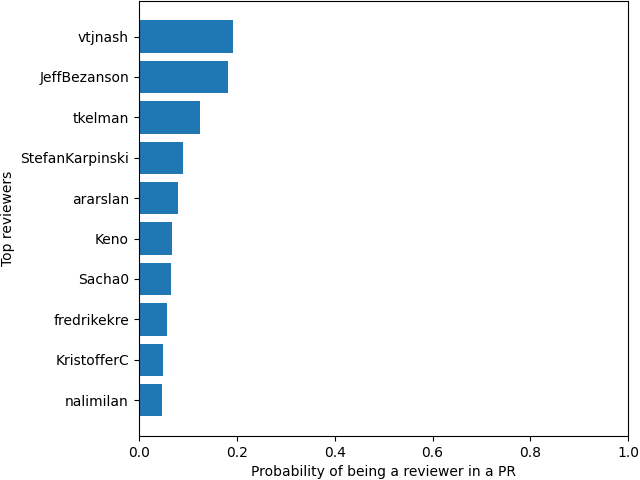 Top reviewers
vtjnash
JeffBezanson
tkelman
StefanKarpinski
ararslan
Keno
Sacha0
fredrikekre
KristofferC
nalimilan
0.0 0.2 0.4 0.6 0.8 1.0
Probability of being a reviewer in a PR